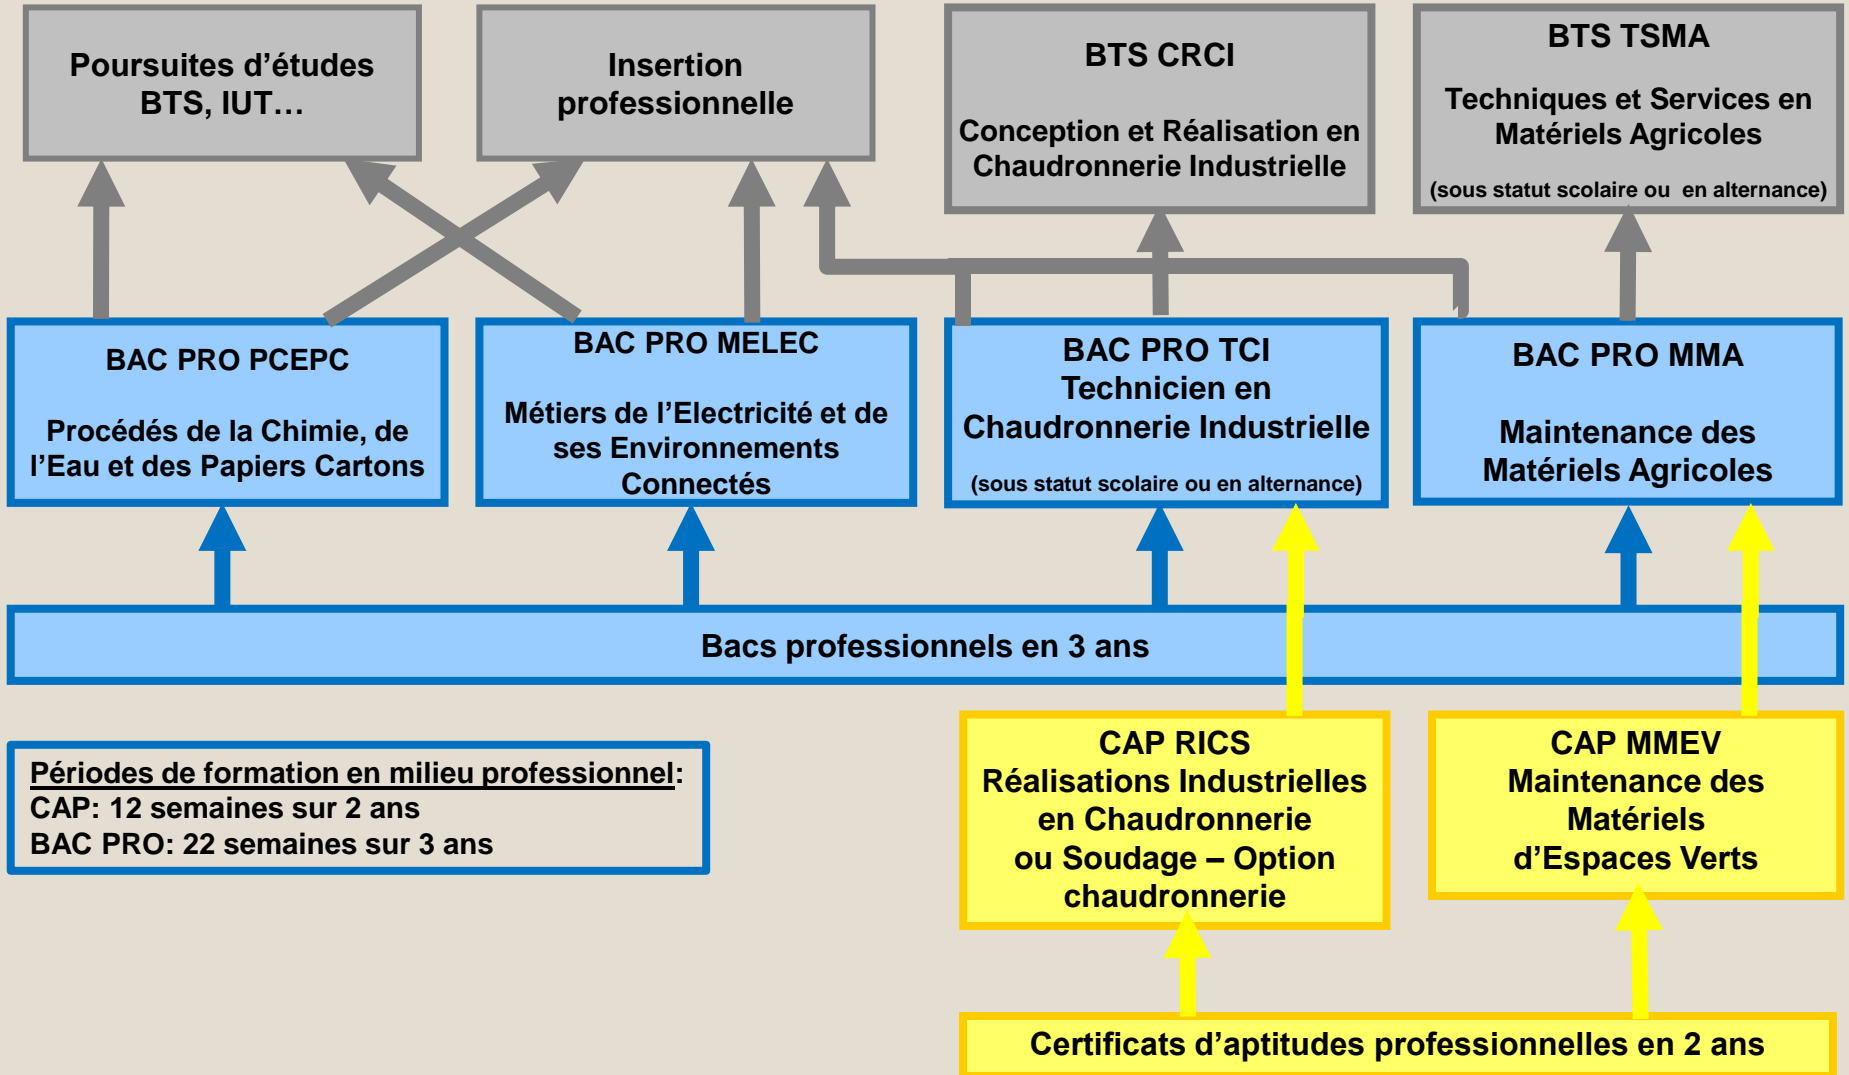 Poursuites d’études
BTS, IUT…
Insertion
professionnelle
BTS CRCI
Conception et Réalisation en
Chaudronnerie Industrielle
BTS TSMA
Techniques et Services en
Matériels Agricoles
(sous statut scolaire ou en alternance)
BAC PRO PCEPC
Procédés de la Chimie, de
l’Eau et des Papiers Cartons
BAC PRO MELEC
Métiers de l’Electricité et de
ses Environnements
Connectés
BAC PRO TCI
Technicien en
Chaudronnerie Industrielle
(sous statut scolaire ou en alternance)
BAC PRO MMA
Maintenance des
Matériels Agricoles
Bacs professionnels en 3 ans
Périodes de formation en milieu professionnel:
CAP: 12 semaines sur 2 ans
BAC PRO: 22 semaines sur 3 ans
CAP RICS
Réalisations Industrielles
en Chaudronnerie
ou Soudage – Option
chaudronnerie
CAP MMEV
Maintenance des
Matériels
d’Espaces Verts
Certificats d’aptitudes professionnelles en 2 ans